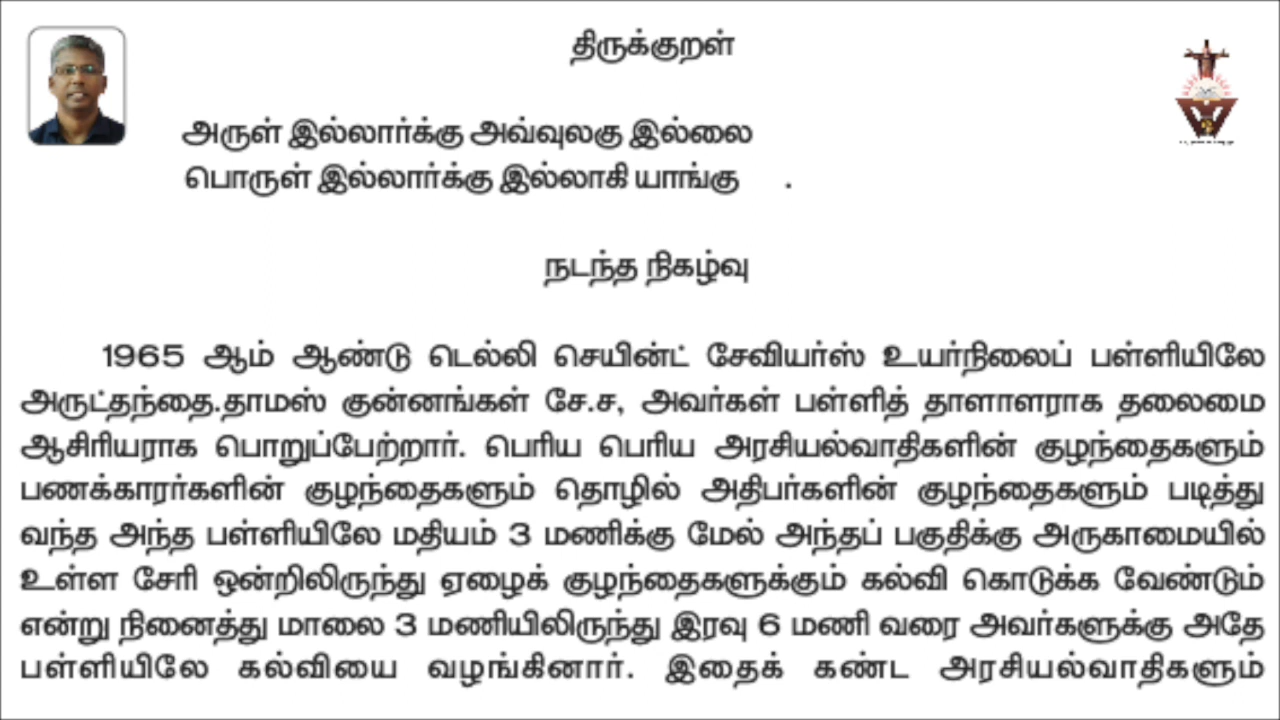 திருக்குறள்
அருள் இல்லார்க்கு அவ்வுலகு இல்லை
பொருள் இல்லார்க்கு இல்லாகி யாங்கு .
நடந்த நிகழ்வு
1965 ஆம் ஆண்டு டெல்லி செயின்ட் சேவியர்ஸ் உயர்நிலைப் பள்ளியிலே
அருட்தந்தை.தாமஸ் குன்னங்கள் சே.ச, அவர்கள் பள்ளித் தாளாளராக தலைமை
ஆசிரியராக பொறுப்பேற்றார். பெரிய பெரிய அரசியல்வாதிகளின் குழந்தைகளும்
பணக்காரர்களின் குழந்தைகளும் தொழில் அதிபர்களின் குழந்தைகளும் படித்து
வந்த அந்த பள்ளியிலே மதியம் 3 மணிக்கு மேல் அந்தப் பகுதிக்கு அருகாமையில்
உள்ள சேரி ஒன்றிலிருந்து ஏழைக் குழந்தைகளுக்கும் கல்வி கொடுக்க வேண்டும்
என்று நினைத்து மாலை 3 மணியிலிருந்து இரவு 6 மணி வரை அவர்களுக்கு அதே
பள்ளியிலே கல்வியை வழங்கினார். இதைக் கண்ட அரசியல்வாதிகளும்